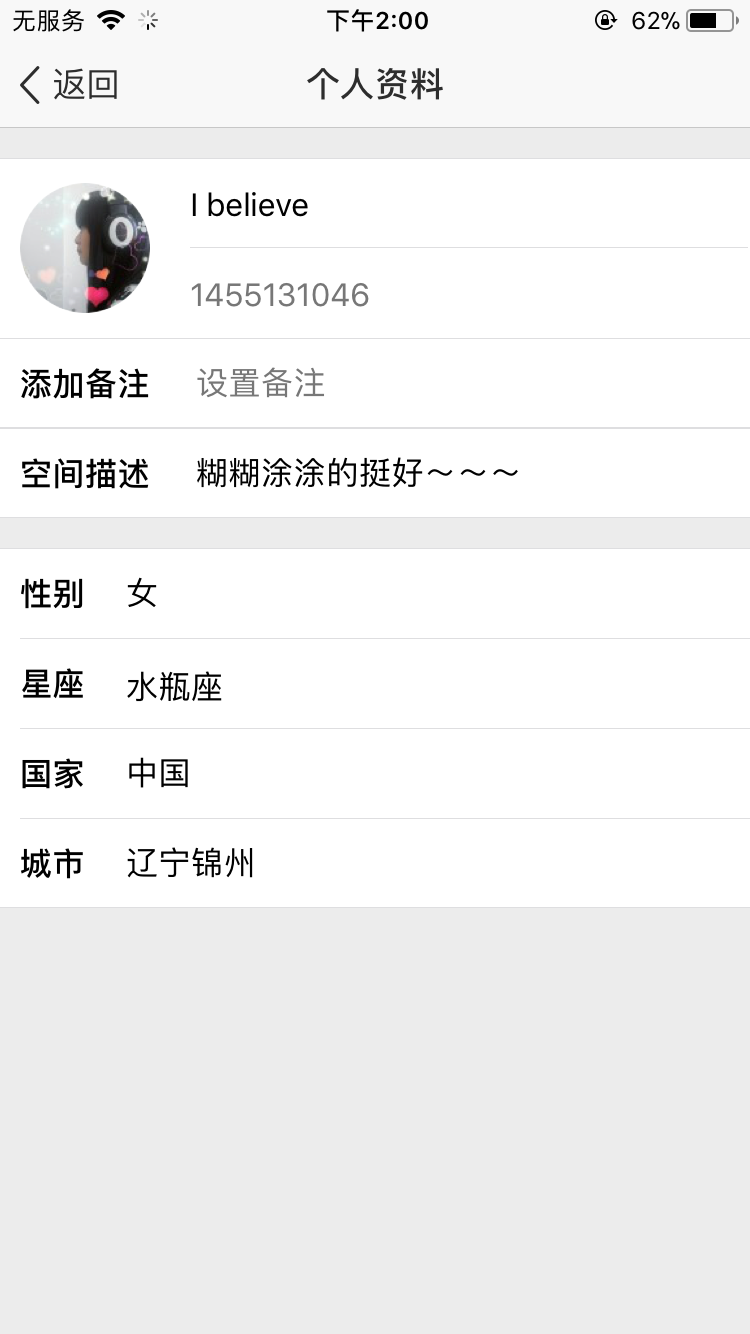 无服务 下午2:00 62%
返回 个人资料
I believe
1455131046
添加备注 设置备注
空间描述 糊糊涂涂的挺好～～～
性别 女
星座 水瓶座
国家 中国
城市 辽宁锦州